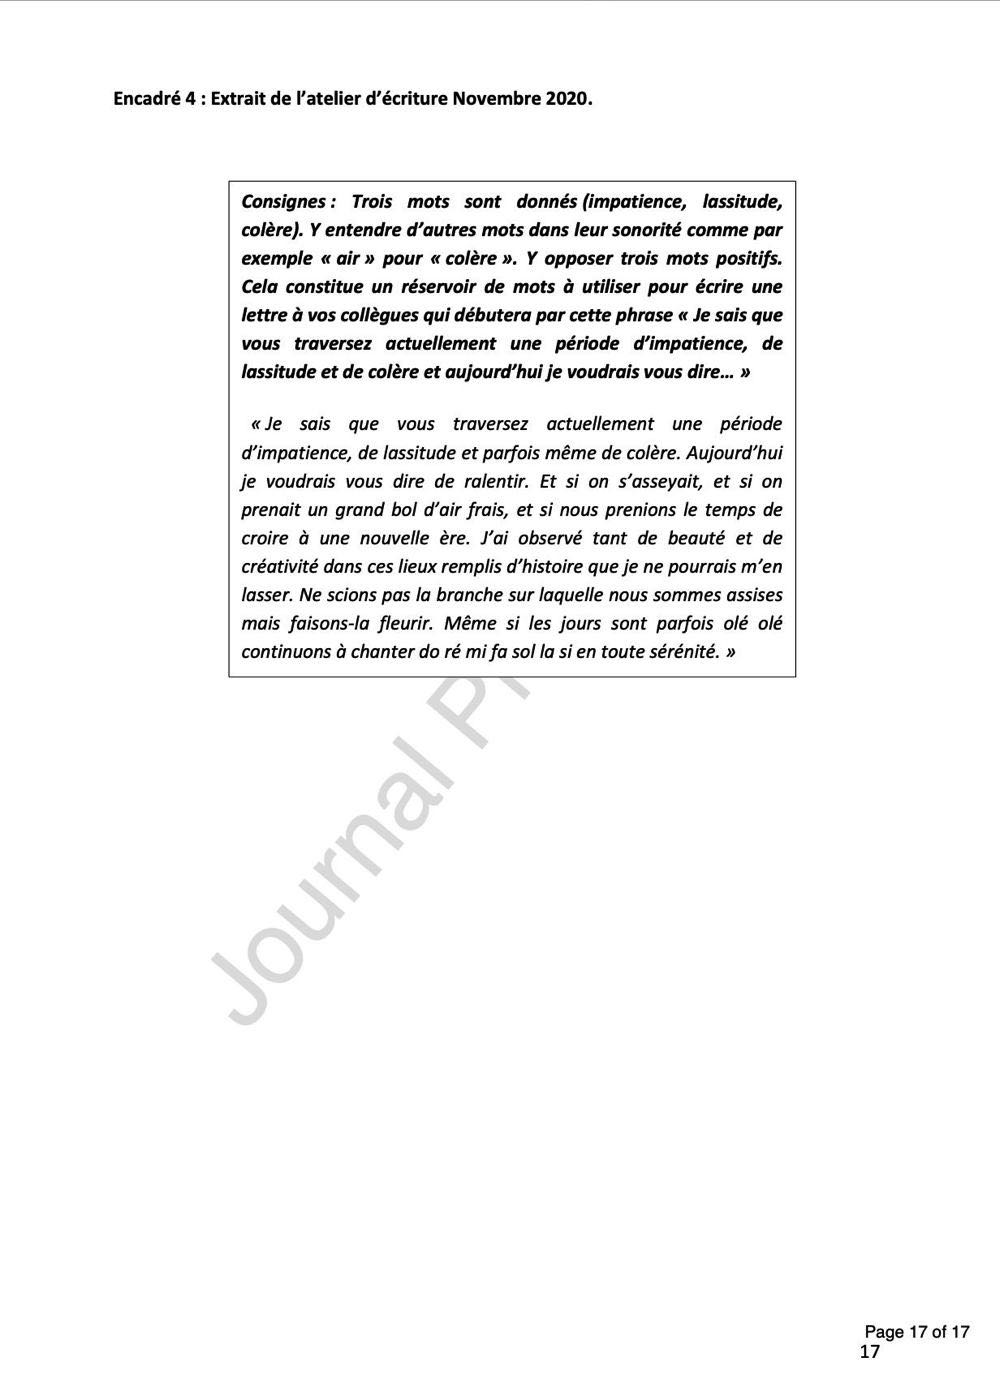 Encadré 4 : Extrait de l’atelier d’écriture Novembre 2020.
Consignes : Trois mots sont donnés (impatience, lassitude,
colère). Y entendre d’autres mots dans leur sonorité comme par
exemple « air » pour « colère ». Y opposer trois mots positifs.
Cela constitue un réservoir de mots à utiliser pour écrire une
lettre à vos collègues qui débutera par cette phrase « Je sais que
vous traversez actuellement une période d’impatience, de
lassitude et de colère et aujourd’hui je voudrais vous dire... »
« Je sais que vous traversez actuellement une période
d’impatience, de lassitude et parfois même de colère. Aujourd’hui
je voudrais vous dire de ralentir. Et si on s’asseyait, et si on
prenait un grand bol d’air frais, et si nous prenions le temps de
croire à une nouvelle ère. J’ai observé tant de beauté et de
créativité dans ces lieux remplis d’histoire que je ne pourrais m’en
lasser. Ne scions pas la branche sur laquelle nous sommes assises
mais faisons-la fleurir. Même si les jours sont parfois olé olé
continuons à chanter do ré mi fa sol la si en toute sérénité. »
Journal
Page 17 of 17
17